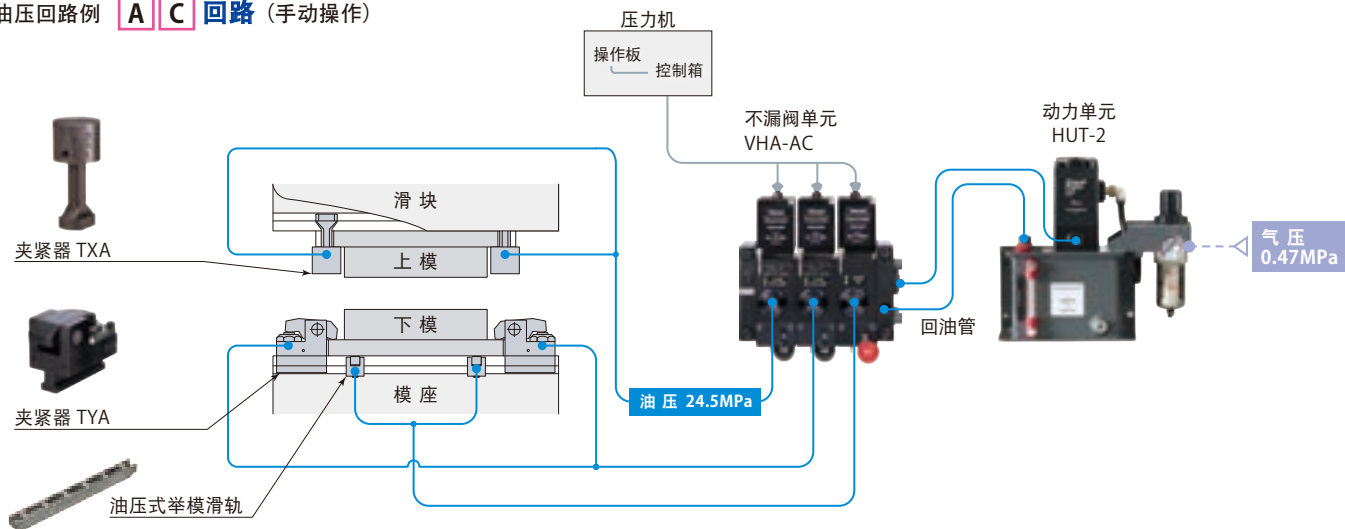 油压回路例 A C 回路 (手动操作)
压力机
操作板
控制箱
不漏阀单元
VHA-AC
动力单元
HUT-2
气 压
0.47MPa
夹紧器 TXA
滑 块
上 模
下 模
模 座
回油管
油 压 24.5MPa
夹紧器 TYA
油压式举模滑轨